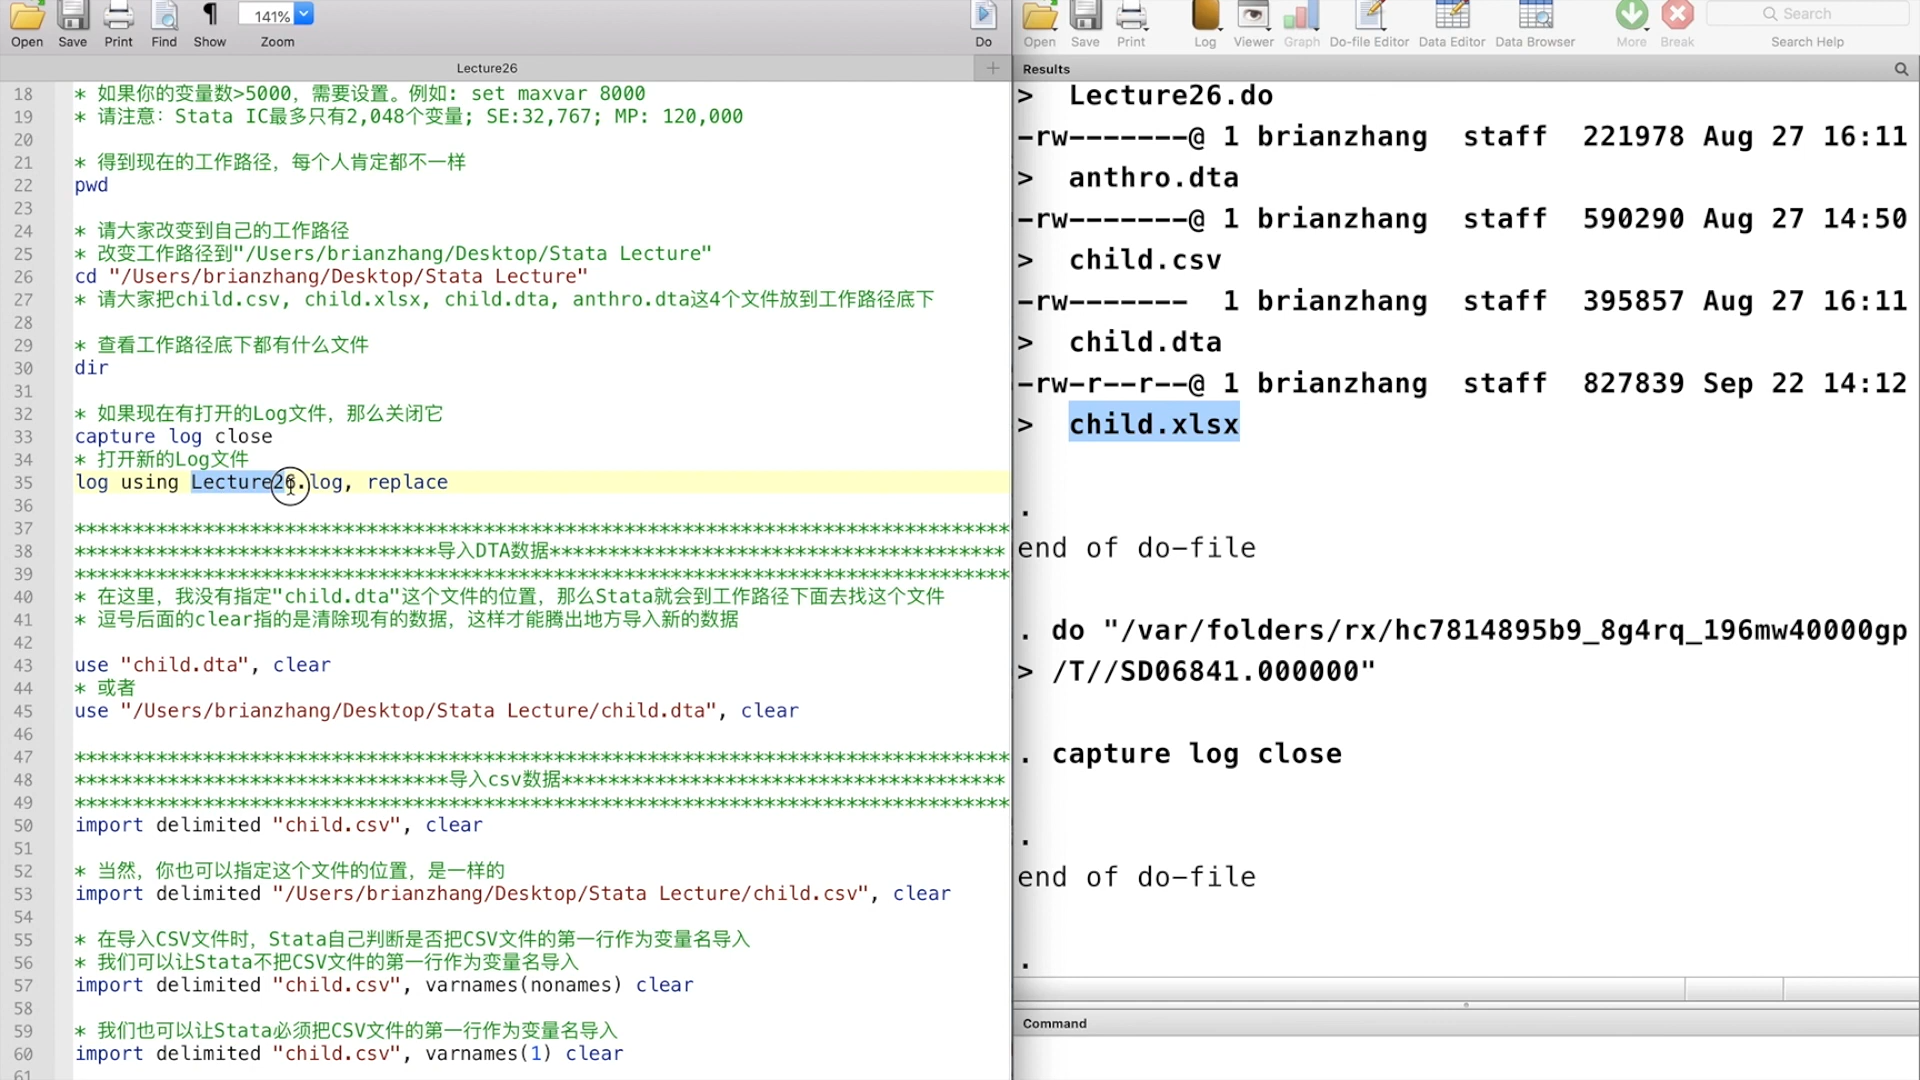 Open Save Print Find Show
141%
Zoom
Do
Lecture26
18 * 如果你的变量数>5000，需要设置。例如: set maxvar 8000
19 * 请注意：Stata IC最多只有2,048个变量; SE:32,767; MP: 120,000
20
21 * 得到现在的工作路径，每个人肯定都不一样
22 pwd
23
24 * 请大家改变到自己的工作路径
25 * 改变工作路径到"/Users/brianzhang/Desktop/Stata Lecture"
26 cd "/Users/brianzhang/Desktop/Stata Lecture"
27 * 请大家把child.csv, child.xlsx, child.dta, anthro.dta这4个文件放到工作路径底下
28
29 * 查看工作路径底下都有什么文件
30 dir
31
32 * 如果现在有打开的Log文件，那么关闭它
33 capture log close
34 * 打开新的Log文件
35 log using Lecture26.log, replace
36
37 *********************************************************************************
38 ********************************导入DTA数据****************************************
39 *********************************************************************************
40 * 在这里，我没有指定"child.dta"这个文件的位置，那么Stata就会到工作路径下面去找这个文件
41 * 逗号后面的clear指的是清除现有的数据，这样才能腾出地方导入新的数据
42
43 use "child.dta", clear
44 * 或者
45 use "/Users/brianzhang/Desktop/Stata Lecture/child.dta", clear
46
47 *********************************************************************************
48 *********************************导入csv数据***************************************
49 *********************************************************************************
50 import delimited "child.csv", clear
51
52 * 当然，你也可以指定这个文件的位置，是一样的
53 import delimited "/Users/brianzhang/Desktop/Stata Lecture/child.csv", clear
54
55 * 在导入CSV文件时，Stata自己判断是否把CSV文件的第一行作为变量名导入
56 * 我们可以让Stata不把CSV文件的第一行作为变量名导入
57 import delimited "child.csv", varnames(nonames) clear
58
59 * 我们也可以让Stata必须把CSV文件的第一行作为变量名导入
60 import delimited "child.csv", varnames(1) clear
61
Open Save Print Log Viewer Graph Do-file Editor Data Editor Data Browser More Break
Search
Search Help
Results
> Lecture26.do
-rw-------@ 1 brianzhang staff 221978 Aug 27 16:11
> anthro.dta
-rw-------@ 1 brianzhang staff 590290 Aug 27 14:50
> child.csv
-rw------- 1 brianzhang staff 395857 Aug 27 16:11
> child.dta
-rw-r--r--@ 1 brianzhang staff 827839 Sep 22 14:12
> child.xlsx
.
end of do-file
. do "/var/folders/rx/hc7814895b9_8g4rq_196mw40000gp
> /T//SD06841.000000"
. capture log close
.
end of do-file
.
Command